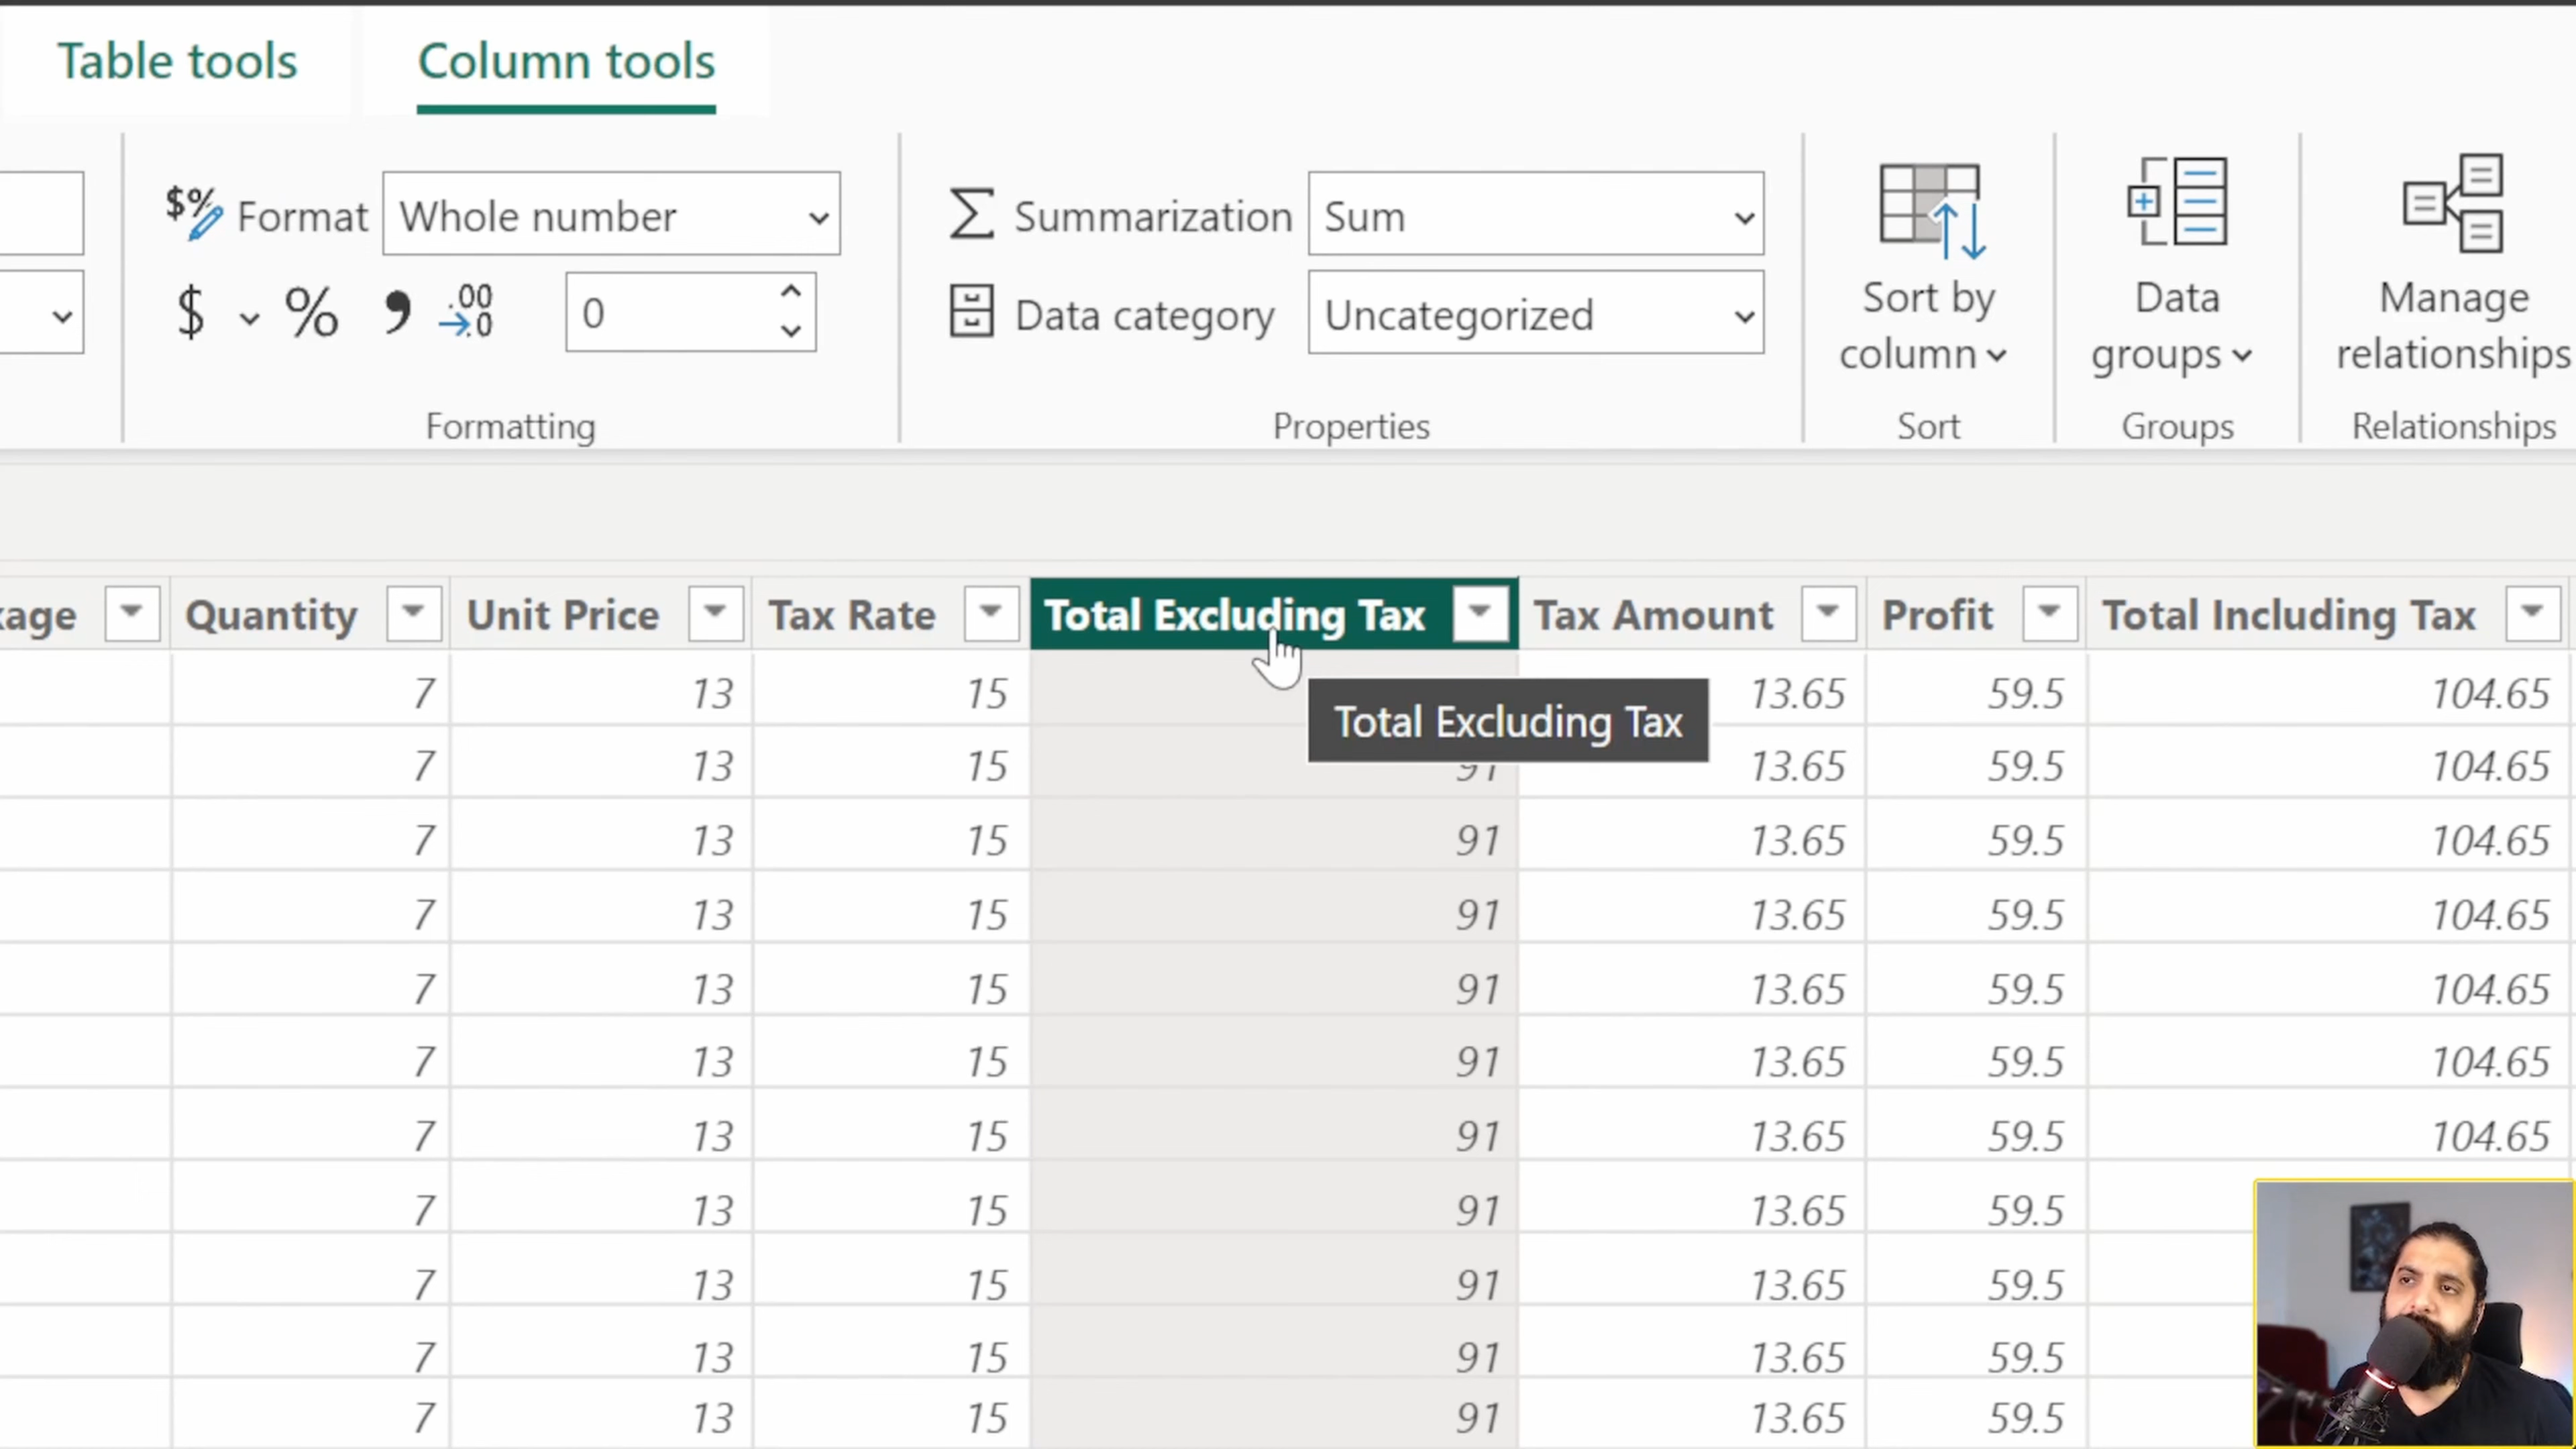 Table tools Column tools
Format Whole number Summarization Sum
$ % , .00 .0 0 Data category Uncategorized
Sort by column Data groups Manage relationships
Formatting Properties Sort Groups Relationships
kage Quantity Unit Price Tax Rate Total Excluding Tax Tax Amount Profit Total Including Tax
7 13 15 13.65 59.5 104.65
Total Excluding Tax
7 13 15 91 13.65 59.5 104.65
7 13 15 91 13.65 59.5 104.65
7 13 15 91 13.65 59.5 104.65
7 13 15 91 13.65 59.5 104.65
7 13 15 91 13.65 59.5 104.65
7 13 15 91 13.65 59.5 104.65
7 13 15 91 13.65 59.5
7 13 15 91 13.65 59.5
7 13 15 91 13.65 59.5
7 13 15 91 13.65 59.5